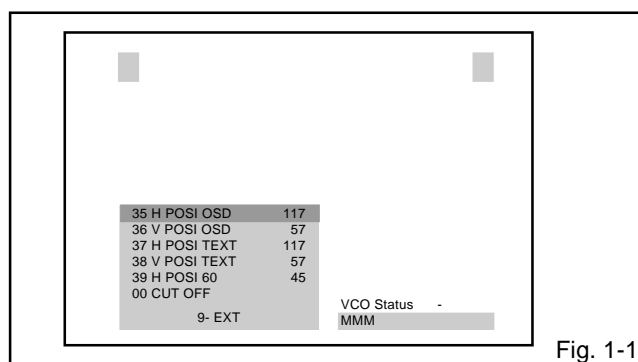 35 H POSI OSD 117
36 V POSI OSD 57
37 H POSI TEXT 117
38 V POSI TEXT 57
39 H POSI 60 45
00 CUT OFF
9- EXT
VCO Status -
MMM
Fig. 1-1